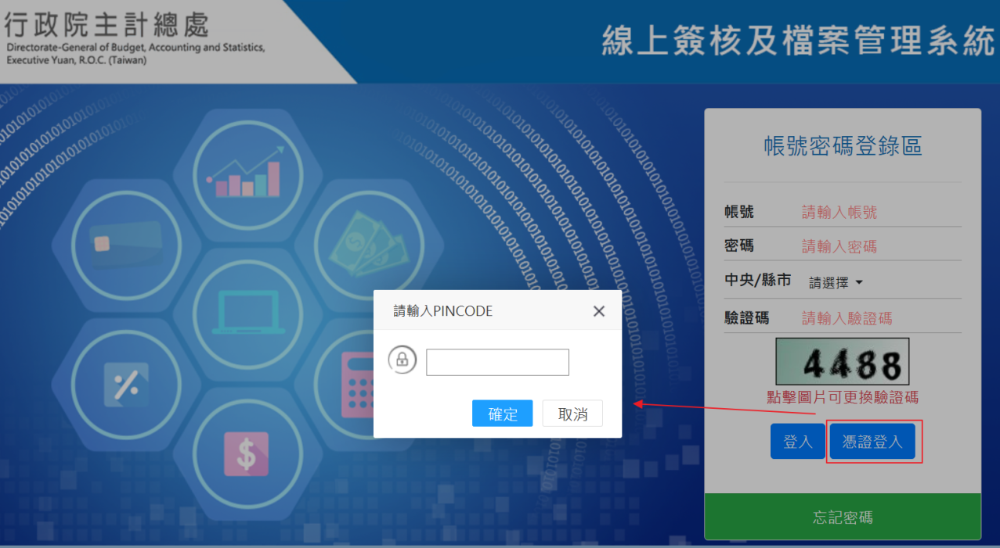 行政院主計總處
Directorate-General of Budget, Accounting and Statistics,
Executive Yuan, R.O.C. (Taiwan)
線上簽核及檔案管理系統
帳號密碼登錄區
帳號 請輸入帳號
密碼 請輸入密碼
中央/縣市 請選擇
驗證碼 請輸入驗證碼
4488
點擊圖片可更換驗證碼
登入 憑證登入
忘記密碼
請輸入PINCODE
確定 取消